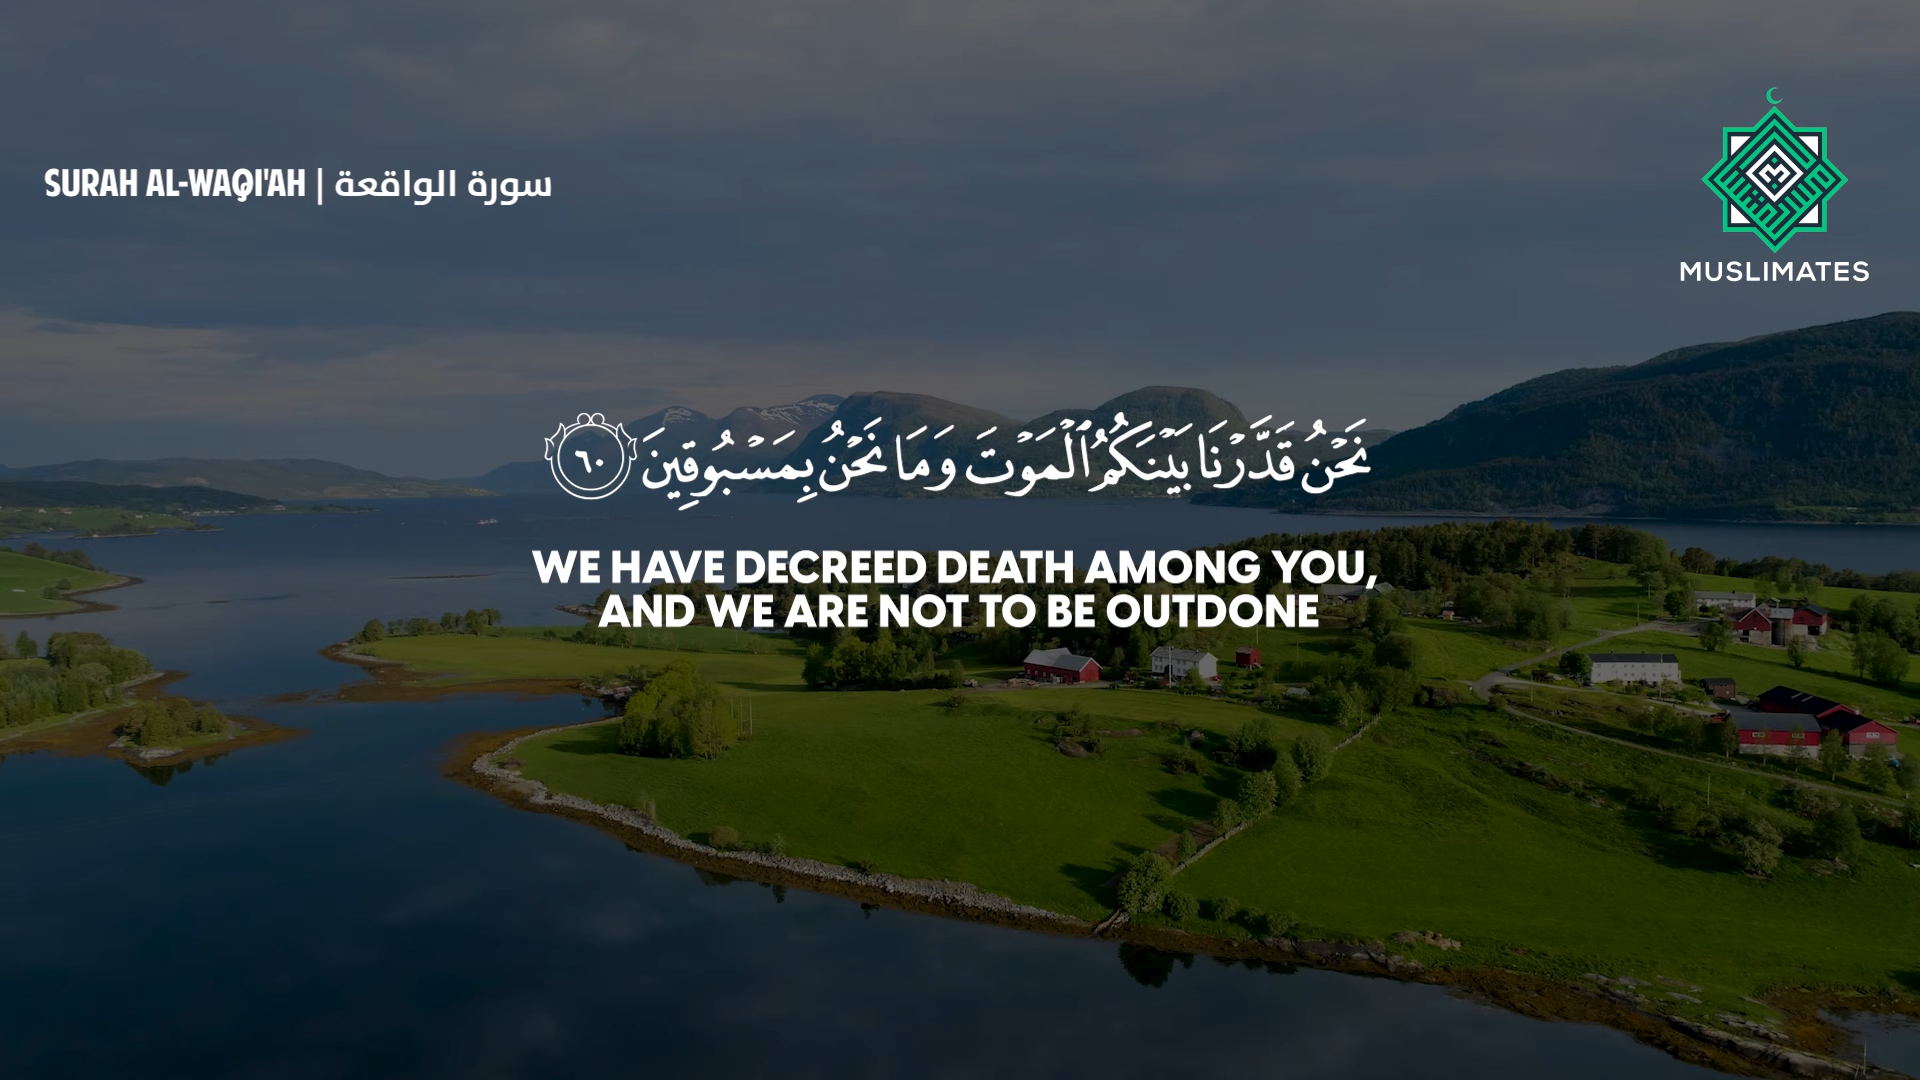 SURAH AL-WAQI'AH | سورة الواقعة
MUSLIMATES
نَحْنُ قَدَّرْنَا بَيْنَكُمُ ٱلْمَوْتَ وَمَا نَحْنُ بِمَسْبُوقِينَ ٦٠
WE HAVE DECREED DEATH AMONG YOU,
AND WE ARE NOT TO BE OUTDONE